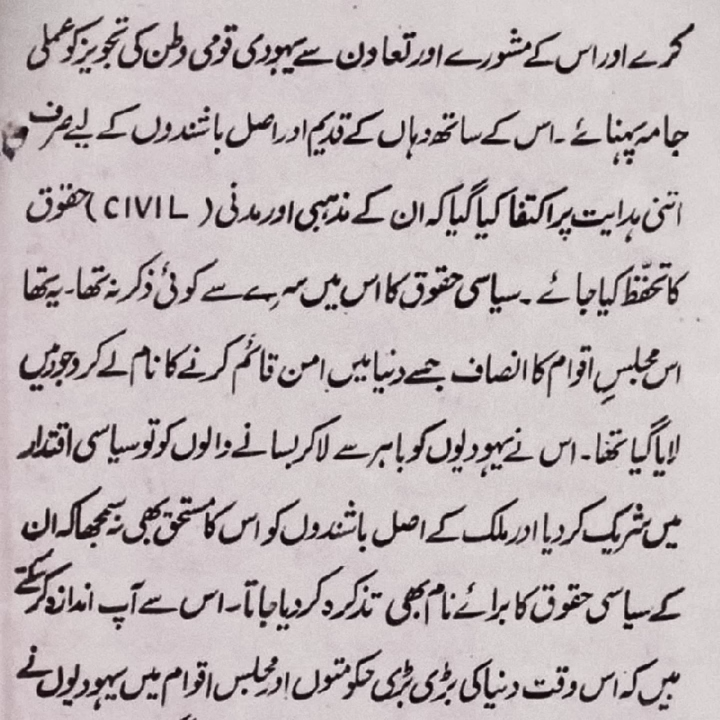 کرے اور اس کے مشورے اور تعاون سے یہودی قومی وطن کی تجویز کو عملی
جامہ پہنائے ۔ اس کے ساتھ وہاں کے قدیم اور اصل باشندوں کے لیے صرف
اتنی ہدایت پر اکتفا کیا گیا کہ ان کے مذہبی اور مدنی ( CIVIL ) حقوق
کا تحفّظ کیا جائے ۔ سیاسی حقوق کا اس میں سرے سے کوئی ذکر نہ تھا۔ یہ تھا
اس مجلسِ اقوام کا انصاف جسے دنیا میں امن قائم کرنے کا نام لے کر وجود میں
لایا گیا تھا۔ اس نے یہودیوں کو باہر سے لا کر بسانے والوں کو تو سیاسی اقتدار
میں شریک کر دیا اور ملک کے اصل باشندوں کو اس کا مستحق بھی نہ سمجھا کہ ان
کے سیاسی حقوق کا برائے نام بھی تذکرہ کر دیا جاتا۔ اس سے آپ اندازہ کر سکتے
ہیں کہ اس وقت دنیا کی بڑی بڑی حکومتوں اور مجلس اقوام میں یہودیوں نے